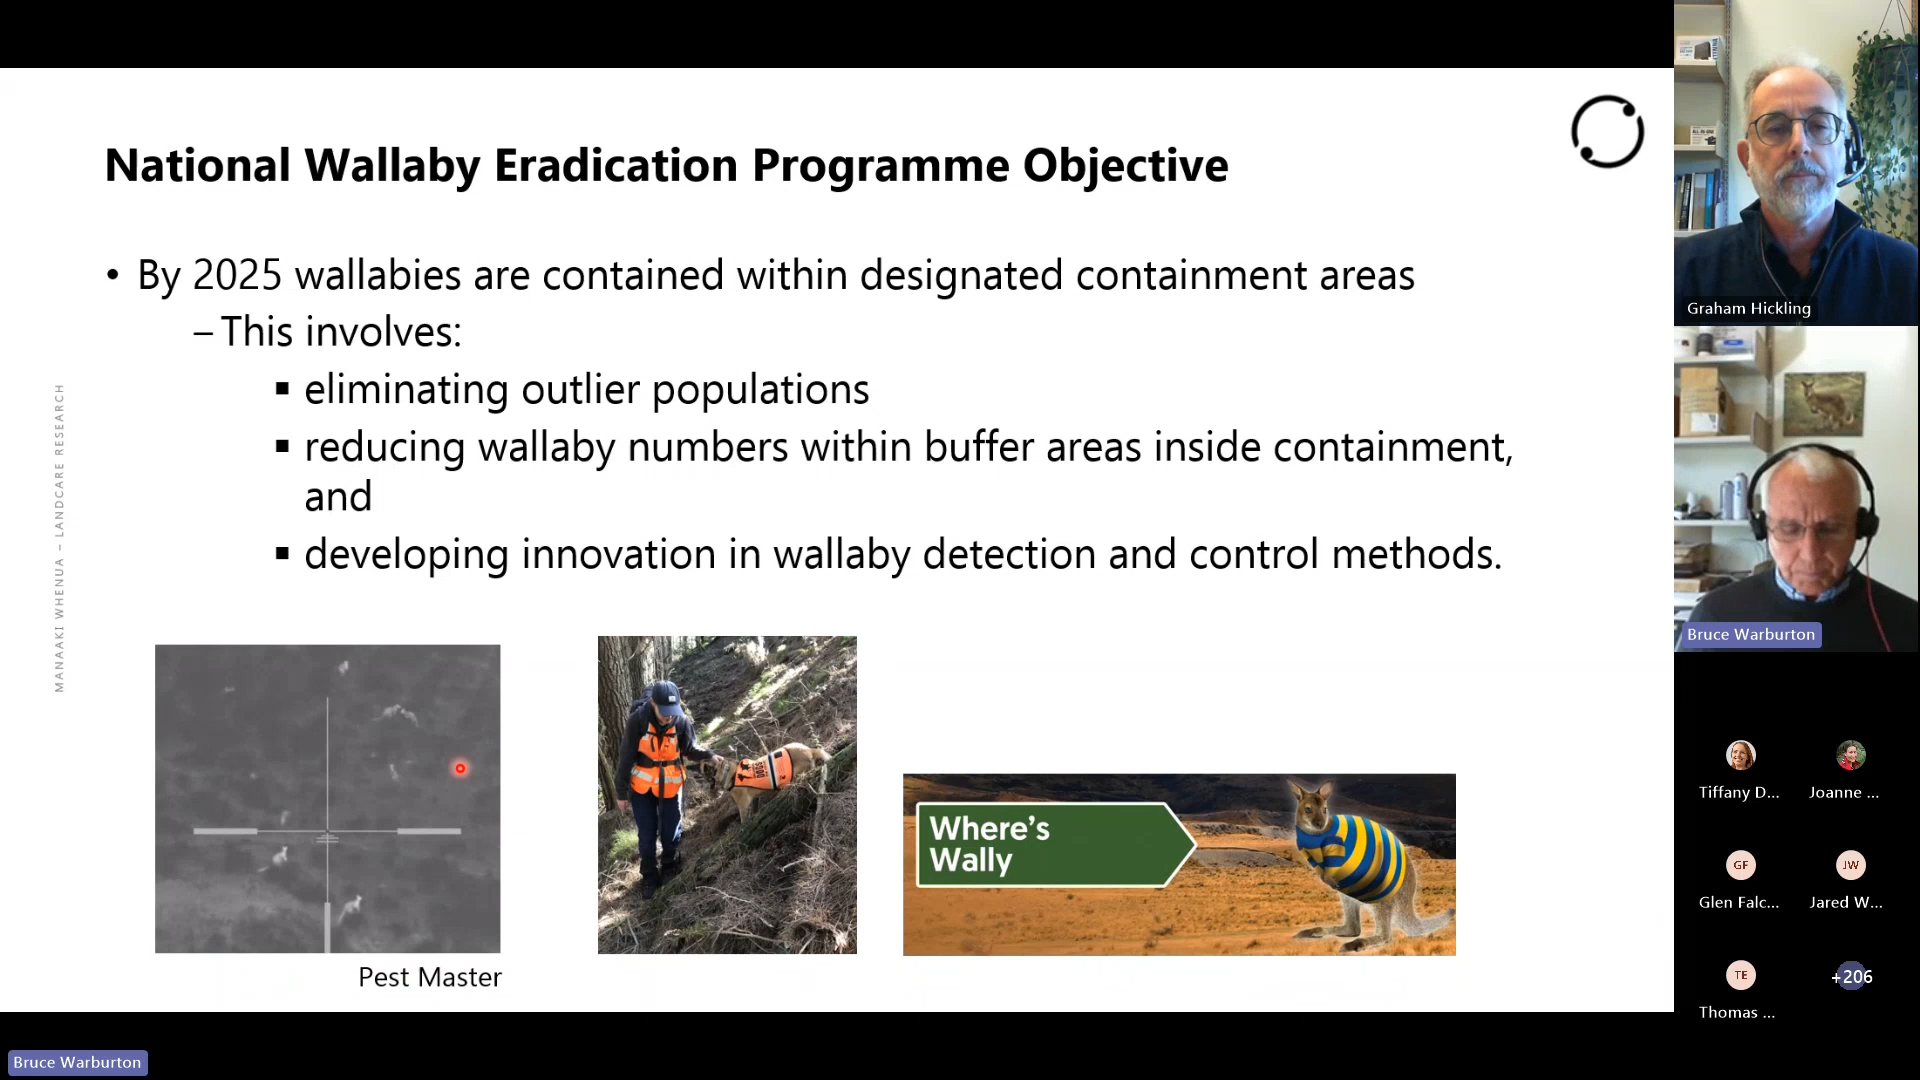 National Wallaby Eradication Programme Objective
• By 2025 wallabies are contained within designated containment areas
– This involves:
▪ eliminating outlier populations
▪ reducing wallaby numbers within buffer areas inside containment,
and
▪ developing innovation in wallaby detection and control methods.
MANAAKI WHENUA – LANDCARE RESEARCH
Pest Master
Where's
Wally
Graham Hickling
Bruce Warburton
Tiffany D...
Joanne ...
GF
JW
Glen Falc...
Jared W...
TE
+206
Thomas ...
Bruce Warburton